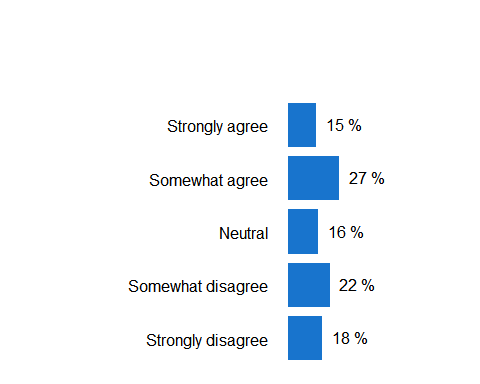 Strongly agree 15 %
Somewhat agree 27 %
Neutral 16 %
Somewhat disagree 22 %
Strongly disagree 18 %